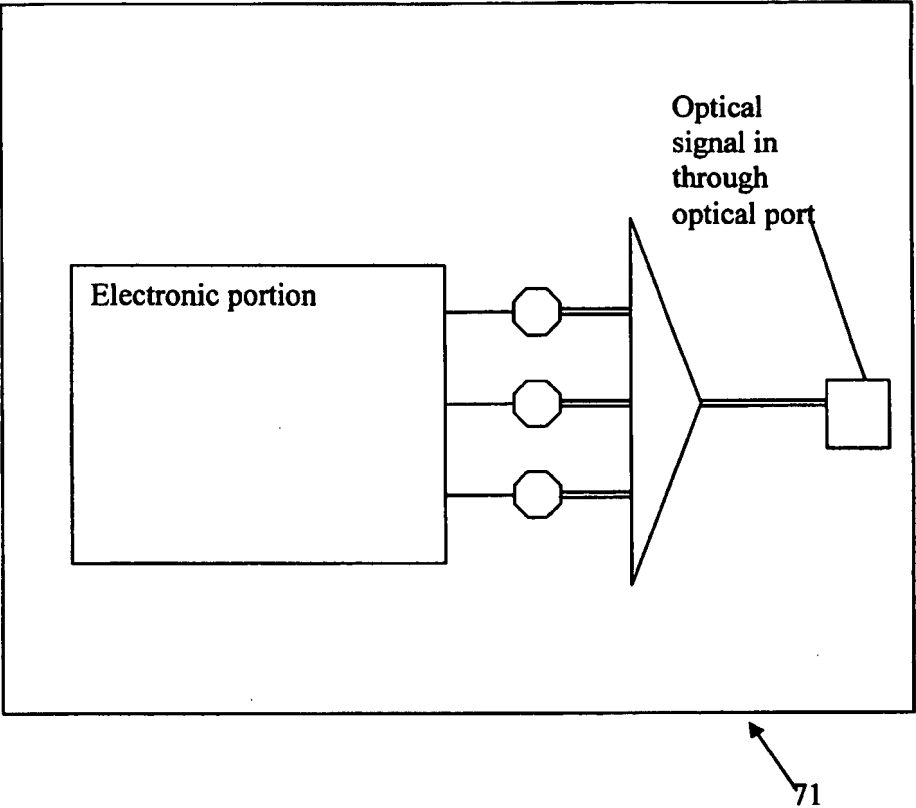 Optical
signal in
through
optical port
Electronic portion
71